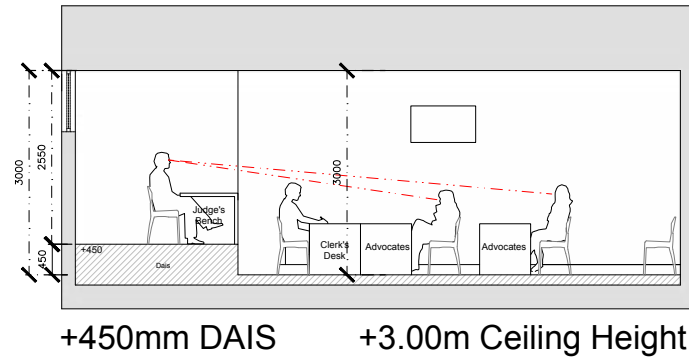 3000
2550
450
3000
+450
Judge's
Bench
Dais
Clerk's
Desk
Advocates
Advocates
+450mm DAIS
+3.00m Ceiling Height